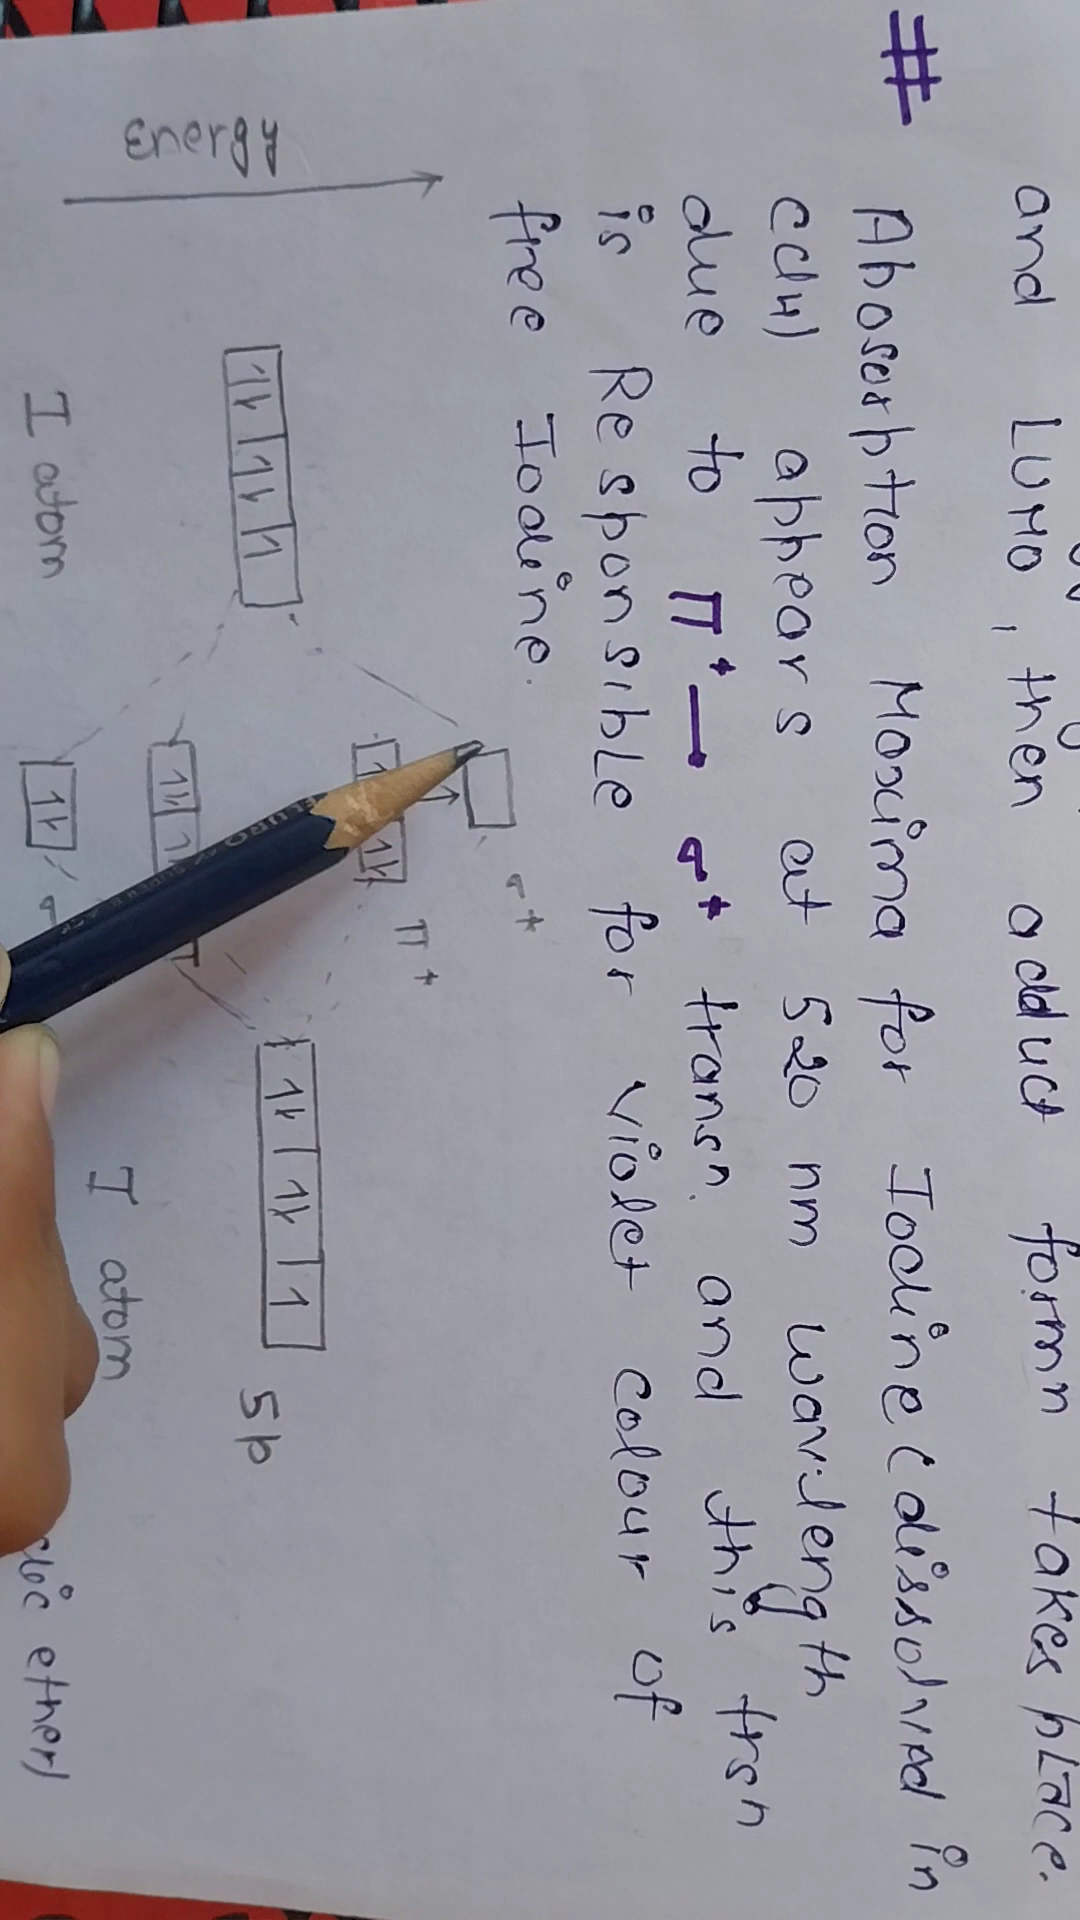 and LUMO, then adduct formn takes place.
# Abosorption Maxima for Iodine (dissolved in
ccl4) appears at 520 nm wavelength
due to π* — σ* transn. and this trsn
is Responsible for violet colour of
free Iodine.
Energy
σ*
π*
5p
σ
I atom
I atom
ether)